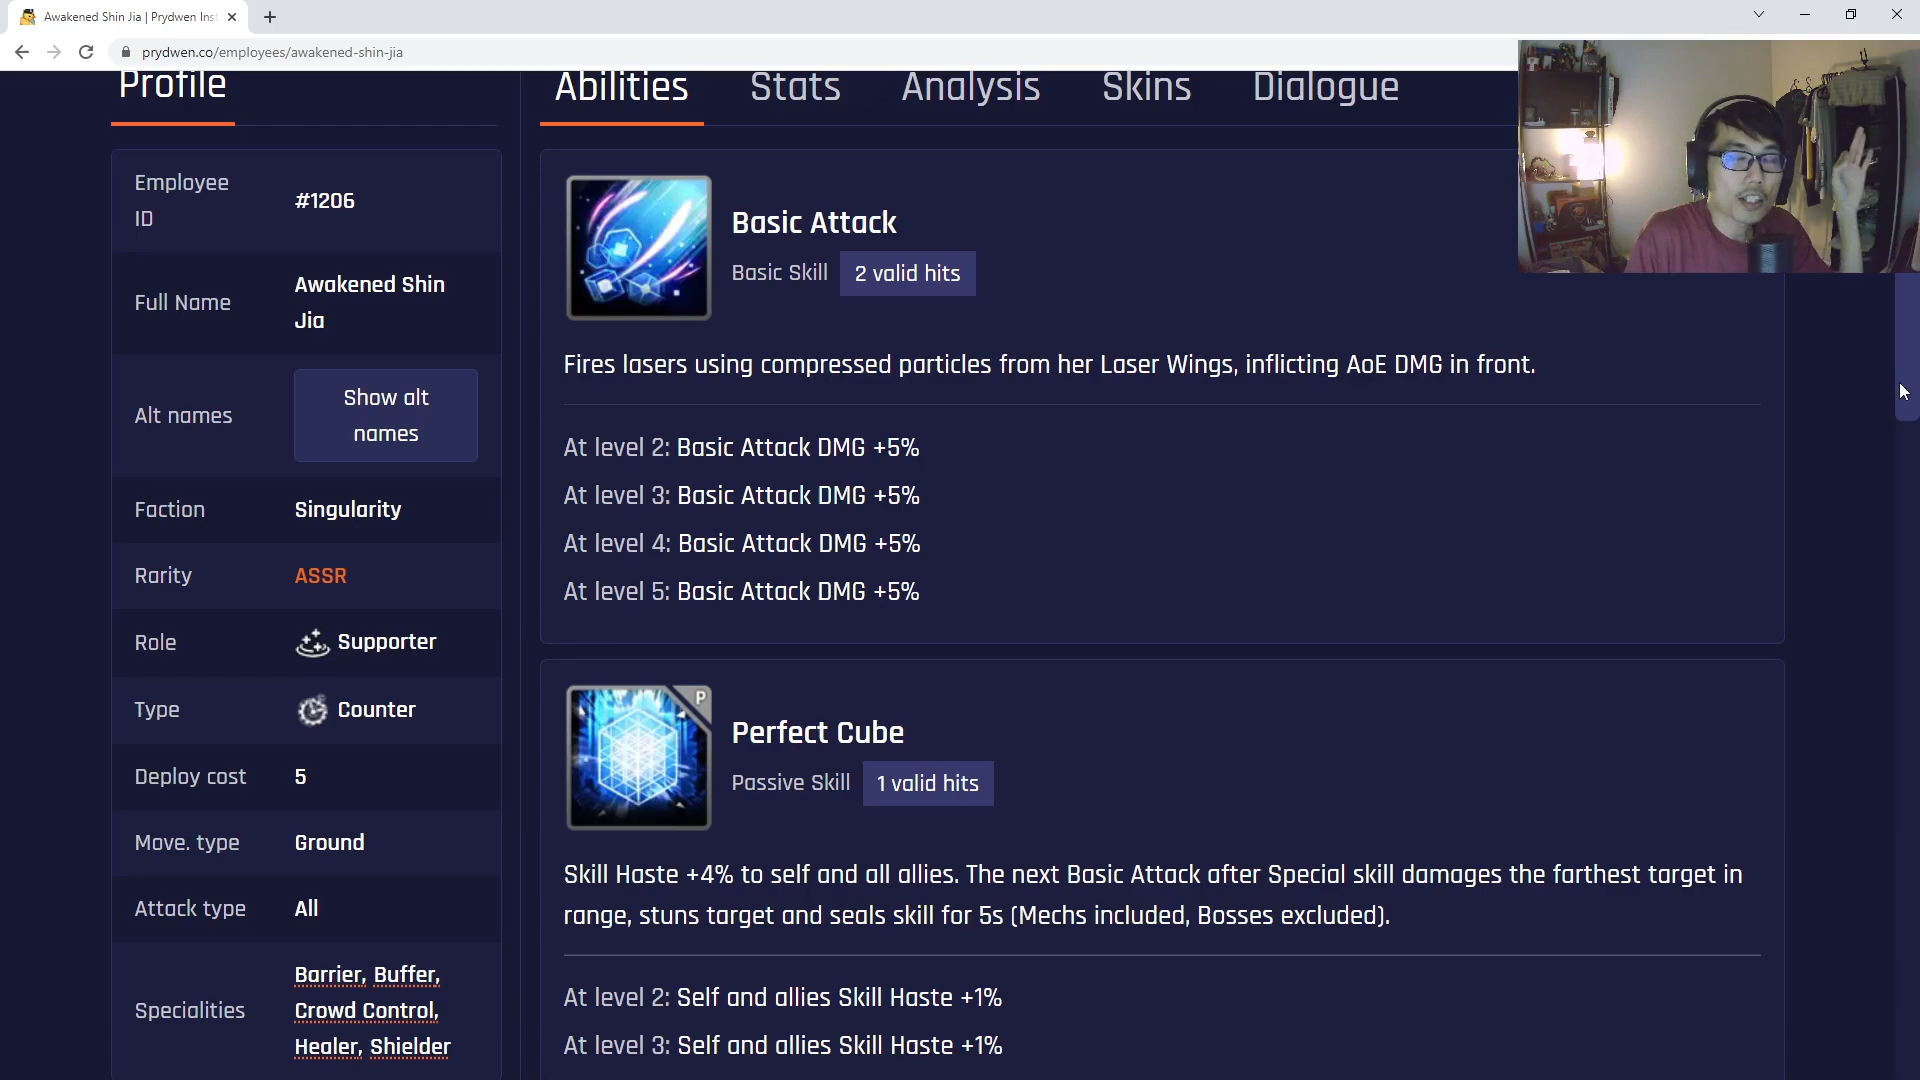 Awakened Shin Jia | Prydwen Inst
prydwen.co/employees/awakened-shin-jia
Profile
Employee ID
#1206
Full Name
Awakened Shin Jia
Alt names
Show alt names
Faction
Singularity
Rarity
ASSR
Role
Supporter
Type
Counter
Deploy cost
5
Move. type
Ground
Attack type
All
Specialities
Barrier, Buffer,
Crowd Control,
Healer, Shielder
Abilities
Stats
Analysis
Skins
Dialogue
Basic Attack
Basic Skill
2 valid hits
Fires lasers using compressed particles from her Laser Wings, inflicting AoE DMG in front.
At level 2: Basic Attack DMG +5%
At level 3: Basic Attack DMG +5%
At level 4: Basic Attack DMG +5%
At level 5: Basic Attack DMG +5%
P
Perfect Cube
Passive Skill
1 valid hits
Skill Haste +4% to self and all allies. The next Basic Attack after Special skill damages the farthest target in
range, stuns target and seals skill for 5s (Mechs included, Bosses excluded).
At level 2: Self and allies Skill Haste +1%
At level 3: Self and allies Skill Haste +1%